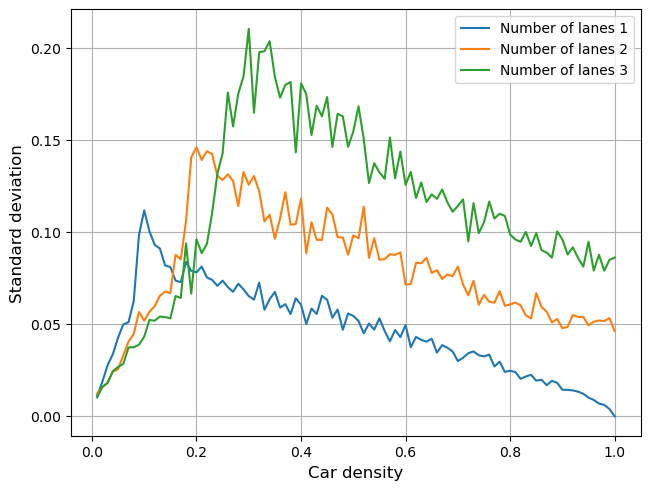 Number of lanes 1
Number of lanes 2
Number of lanes 3
0.20
0.15
0.10
0.05
0.00
Standard deviation
0.0 0.2 0.4 0.6 0.8 1.0
Car density